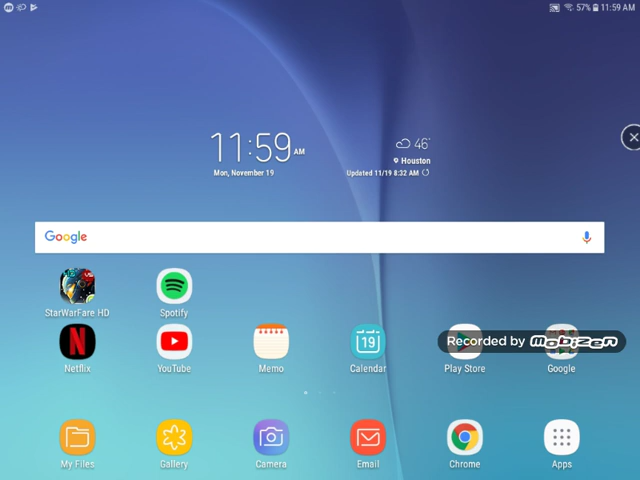 57% 11:59 AM
11:59 AM
46°
Houston
Mon, November 19
Updated 11/19 8:32 AM
Google
StarWarFare HD
Spotify
Recorded by mobizen
19
Netflix
YouTube
Memo
Calendar
Play Store
Google
My Files
Gallery
Camera
Email
Chrome
Apps